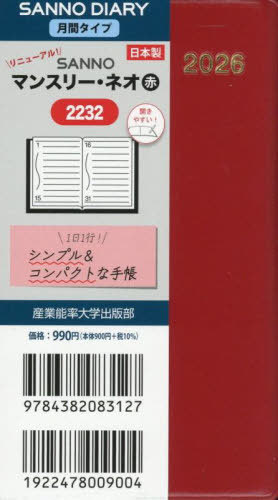 SANNO DIARY
月間タイプ
リニューアル!
日本製
SANNO
マンスリー・ネオ 赤
2232
開き
やすい!
1
16
15
31
1日1行!
シンプル&
コンパクトな手帳
産業能率大学出版部
価格:990円(本体900円+税10%)
9784382083127
1922478009004
2026